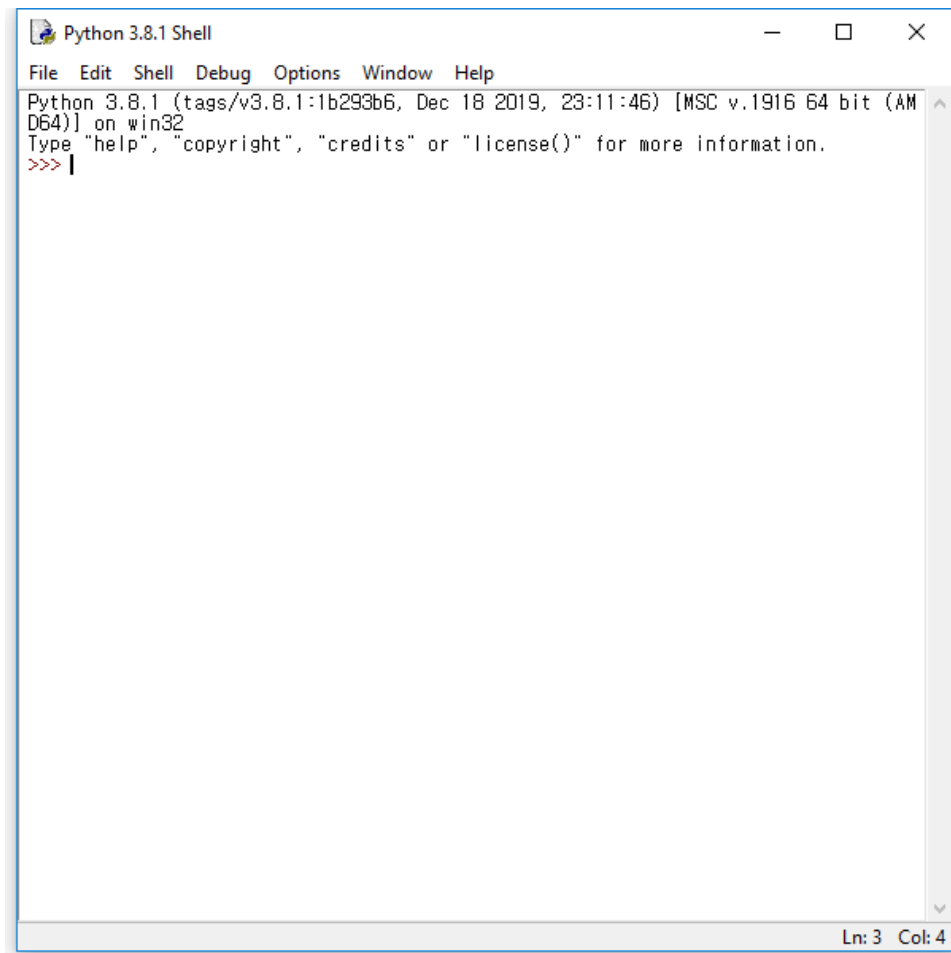 Python 3.8.1 Shell
File Edit Shell Debug Options Window Help
Python 3.8.1 (tags/v3.8.1:1b293b6, Dec 18 2019, 23:11:46) [MSC v.1916 64 bit (AM
D64)] on win32
Type "help", "copyright", "credits" or "license()" for more information.
>>>
Ln: 3 Col: 4